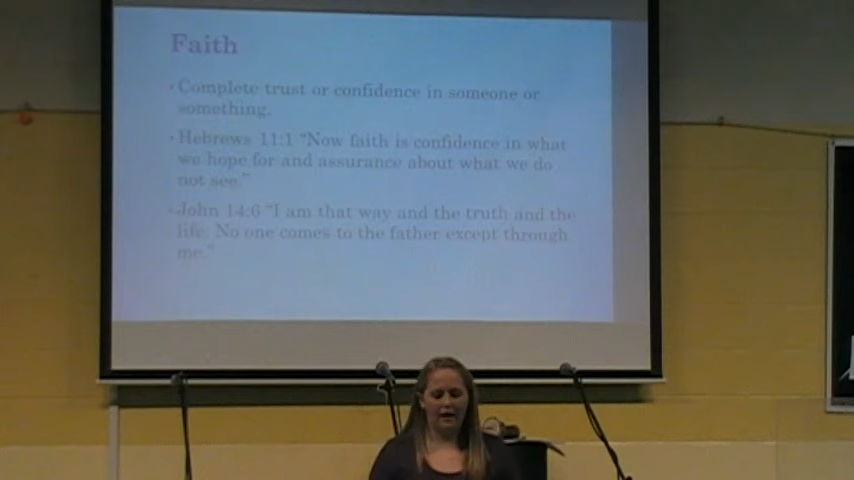 Faith
• Complete trust or confidence in someone or
something.
• Hebrews 11:1 “Now faith is confidence in what
we hope for and assurance about what we do
not see.”
• John 14:6 “I am that way and the truth and the
life. No one comes to the father except through
me.”